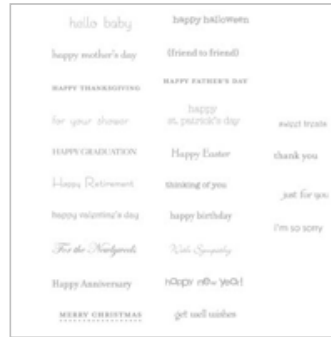 hello baby
happy mother's day
HAPPY THANKSGIVING
for your shower
HAPPY GRADUATION
Happy Retirement
happy valentine's day
For the Newlyweds
Happy Anniversary
MERRY CHRISTMAS
happy halloween
(friend to friend)
HAPPY FATHER'S DAY
happy
st. patrick's day
Happy Easter
thinking of you
happy birthday
With Sympathy
happy new year!
get well wishes
sweet treats
thank you
just for you
i'm so sorry